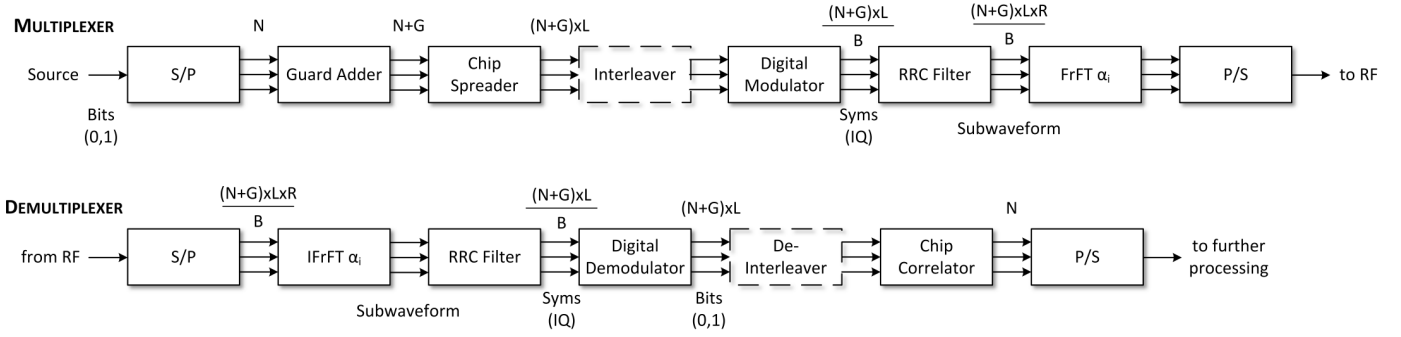 MULTIPLEXER
N
N+G
(N+G)xL
(N+G)xL
B
(N+G)xLxR
B
Source
S/P
Guard Adder
Chip
Spreader
Interleaver
Digital
Modulator
RRC Filter
FrFT αi
P/S
to RF
Bits
(0,1)
Syms
(IQ)
Subwaveform
DEMULTIPLEXER
(N+G)xLxR
B
(N+G)xL
B
(N+G)xL
N
from RF
S/P
IFrFT αi
RRC Filter
Digital
Demodulator
De-
Interleaver
Chip
Correlator
P/S
to further
processing
Subwaveform
Syms
(IQ)
Bits
(0,1)